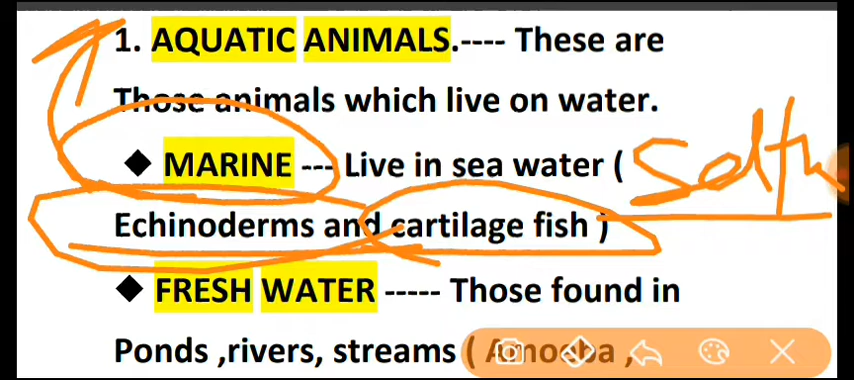 1. AQUATIC ANIMALS.---- These are
Those animals which live on water.
◆ MARINE --- Live in sea water (
Echinoderms and cartilage fish )
◆ FRESH WATER ----- Those found in
Ponds ,rivers, streams ( Amoeba ,